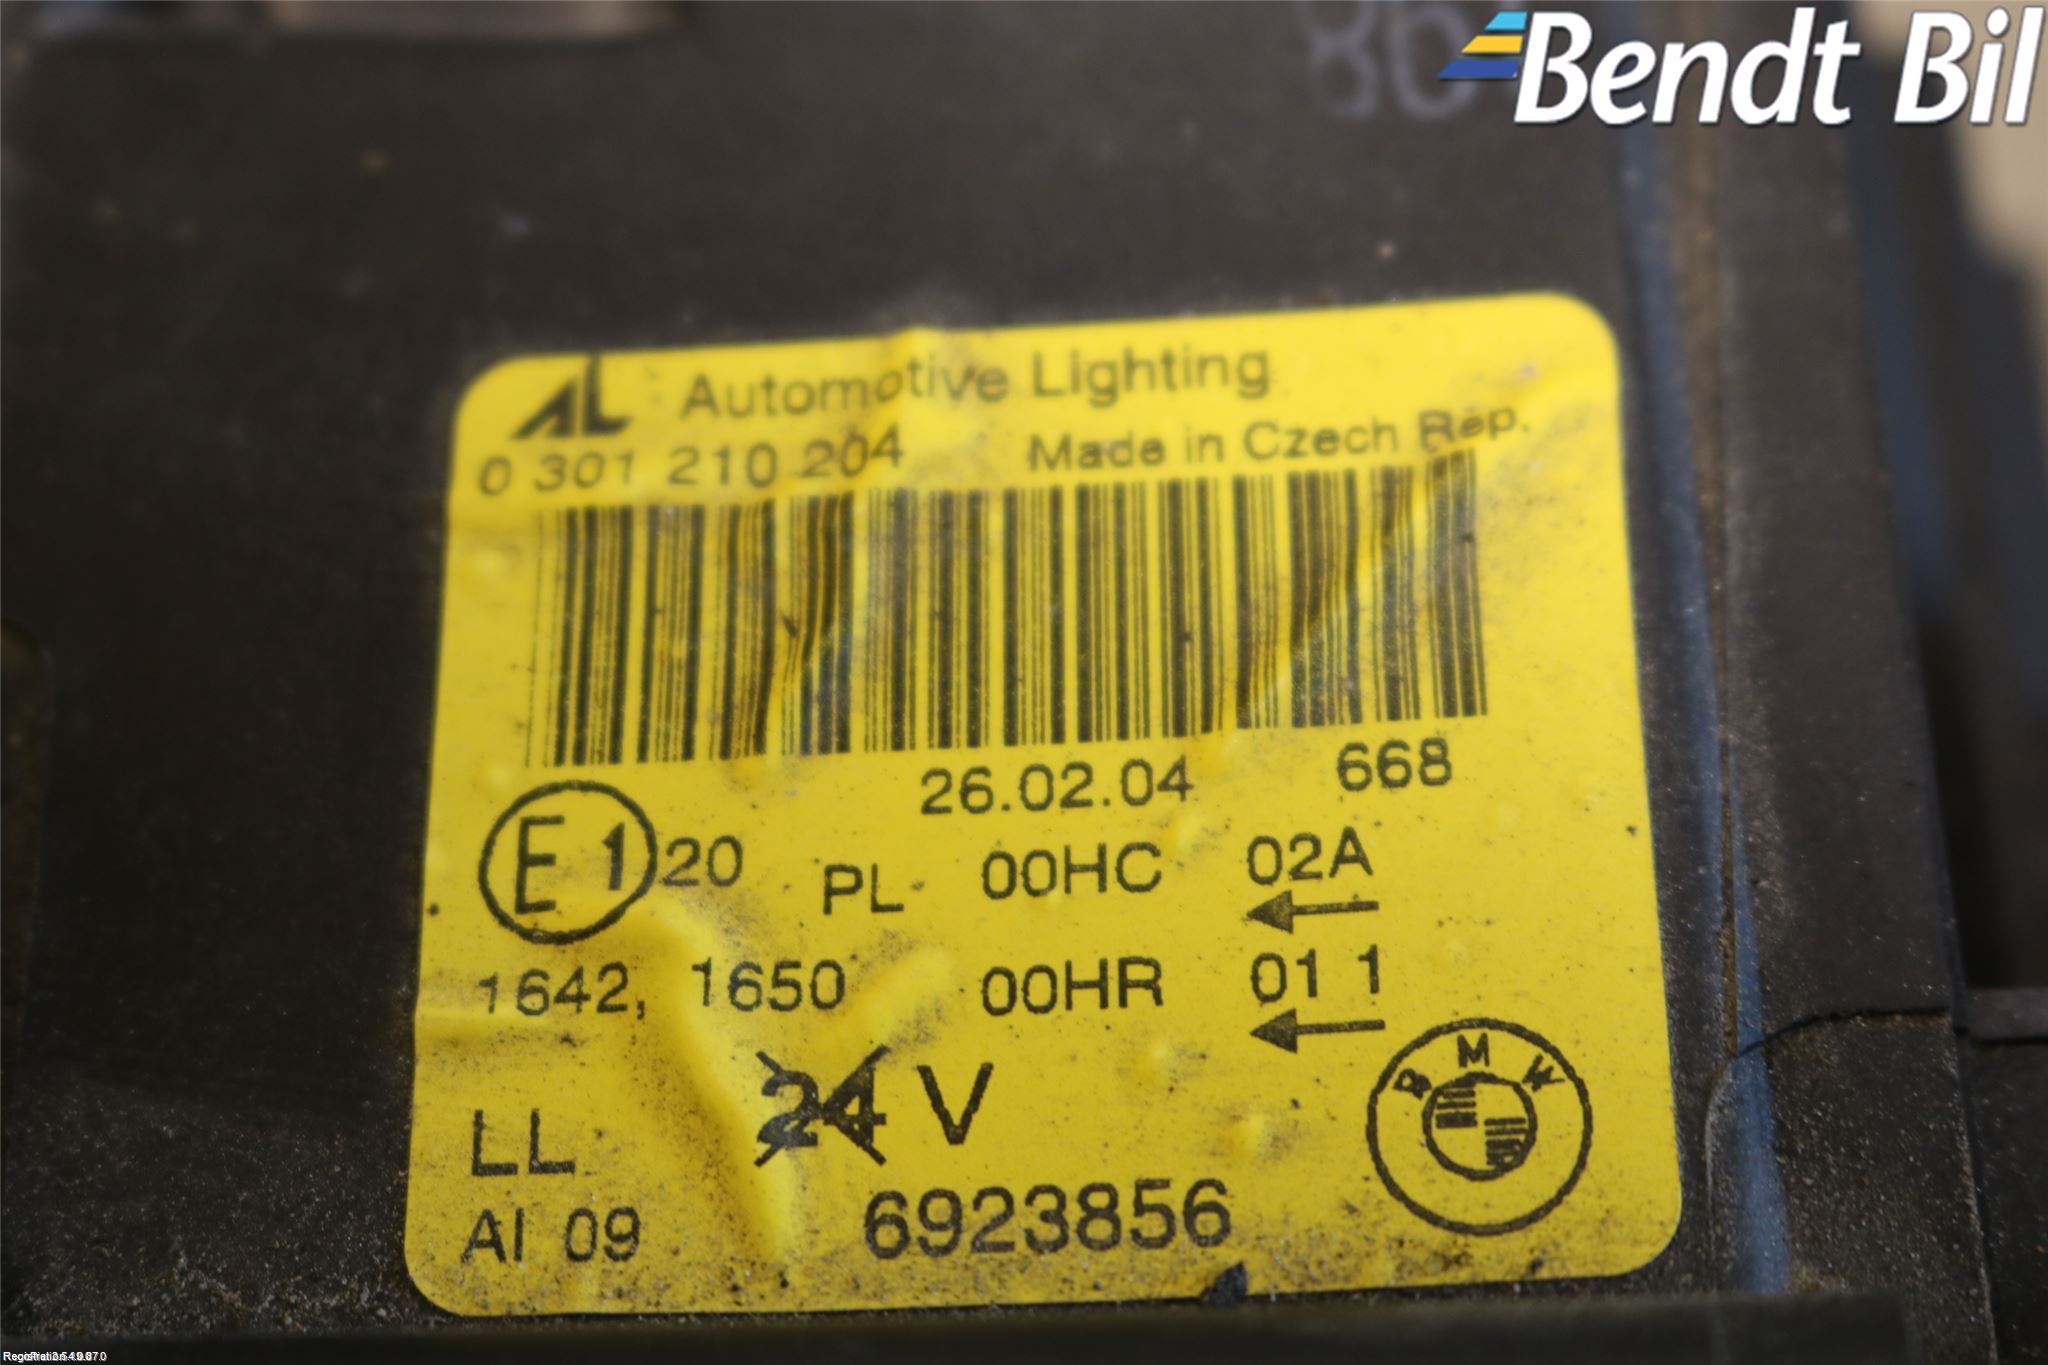 Bendt Bil
AL Automotive Lighting
0 301 210 204 Made in Czech Rep.
26.02.04 668
E1 20 PL 00HC 02A
1642, 1650 00HR 01 1
24 V
LL
BMW
AI 09 6923856